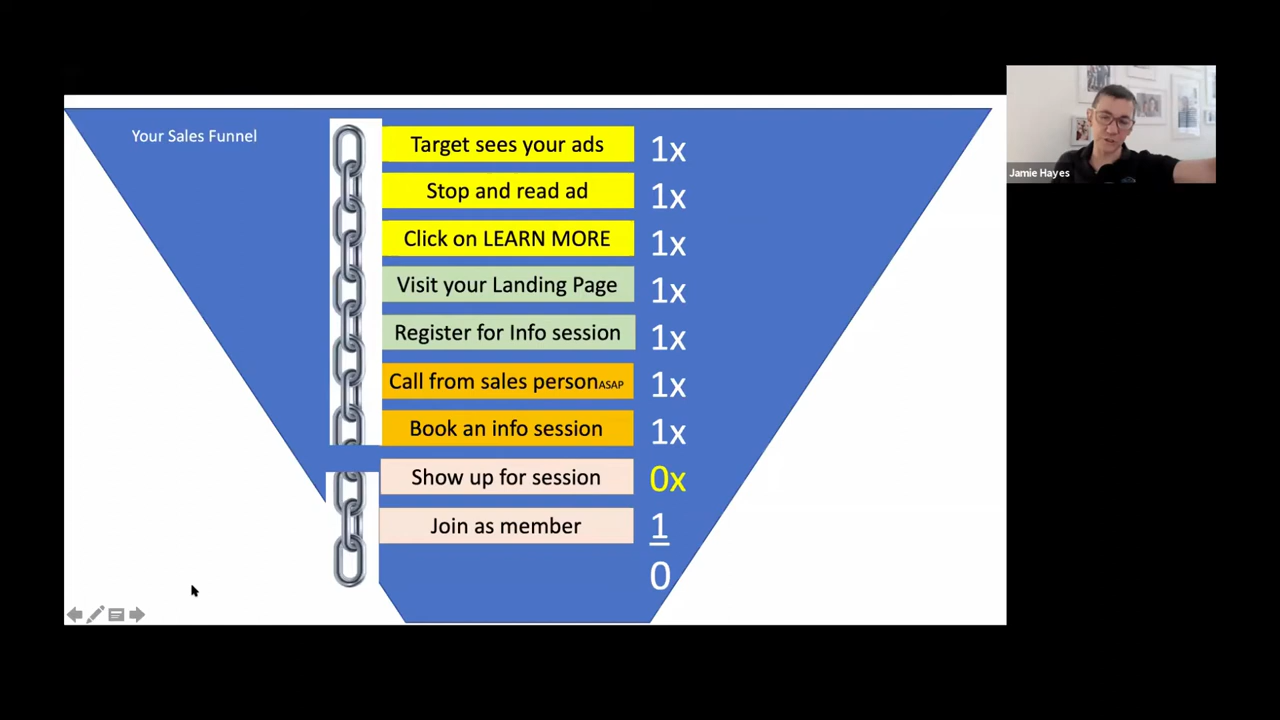 Your Sales Funnel
Target sees your ads 1x
Stop and read ad 1x
Click on LEARN MORE 1x
Visit your Landing Page 1x
Register for Info session 1x
Call from sales person ASAP 1x
Book an info session 1x
Show up for session 0x
Join as member 1
0
Jamie Hayes